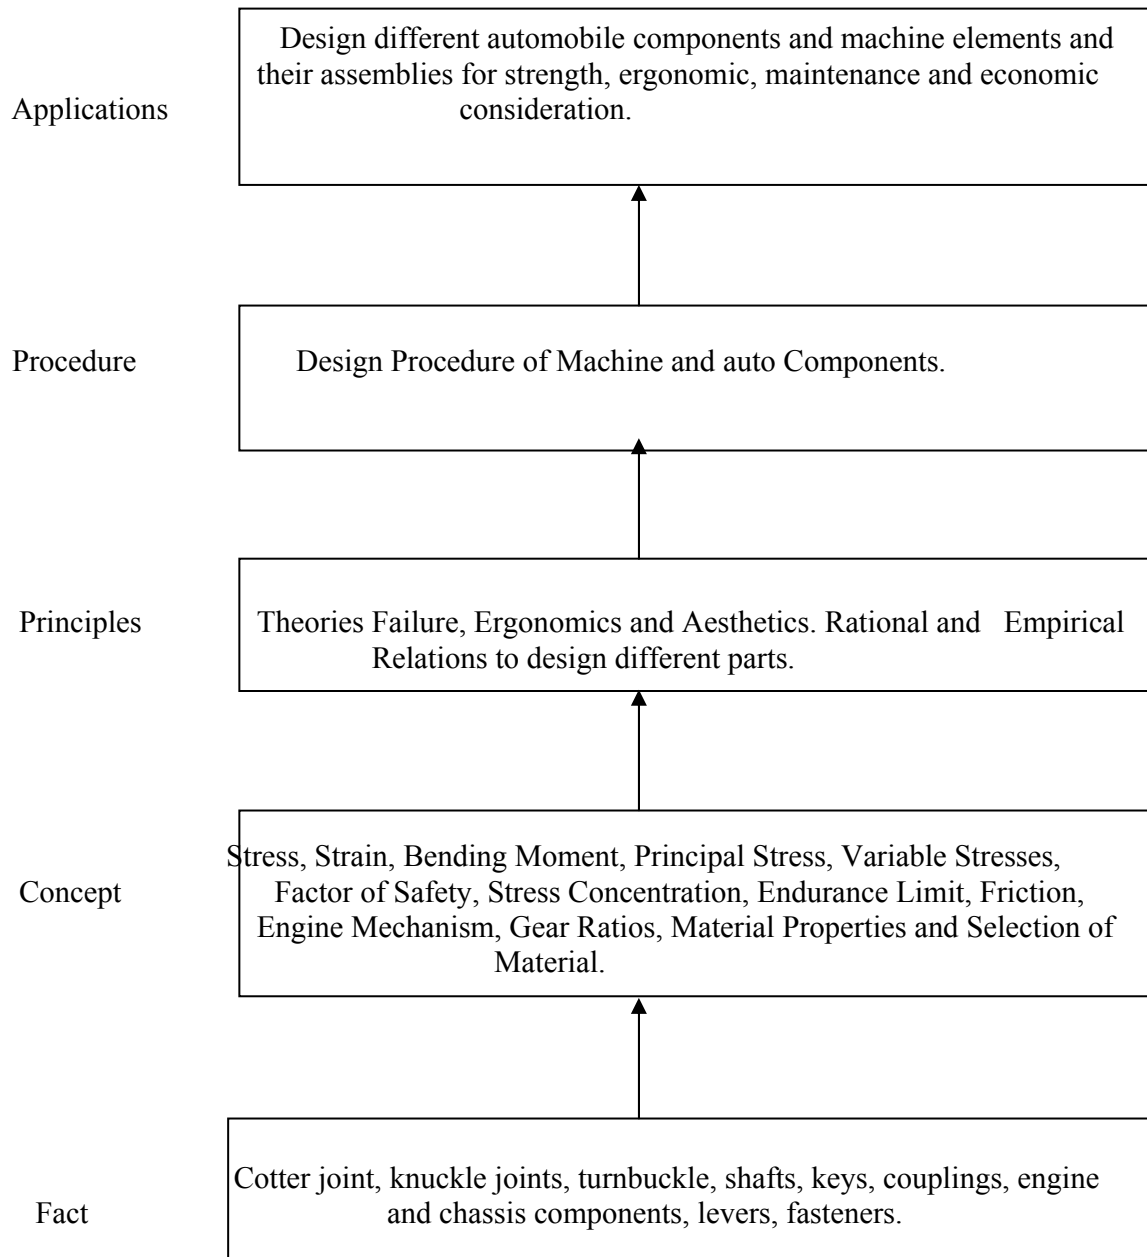 Design different automobile components and machine elements and
their assemblies for strength, ergonomic, maintenance and economic
Applications
consideration.
Procedure
Design Procedure of Machine and auto Components.
Principles
Theories Failure, Ergonomics and Aesthetics. Rational and Empirical
Relations to design different parts.
Stress, Strain, Bending Moment, Principal Stress, Variable Stresses,
Concept
Factor of Safety, Stress Concentration, Endurance Limit, Friction,
Engine Mechanism, Gear Ratios, Material Properties and Selection of
Material.
Cotter joint, knuckle joints, turnbuckle, shafts, keys, couplings, engine
Fact
and chassis components, levers, fasteners.